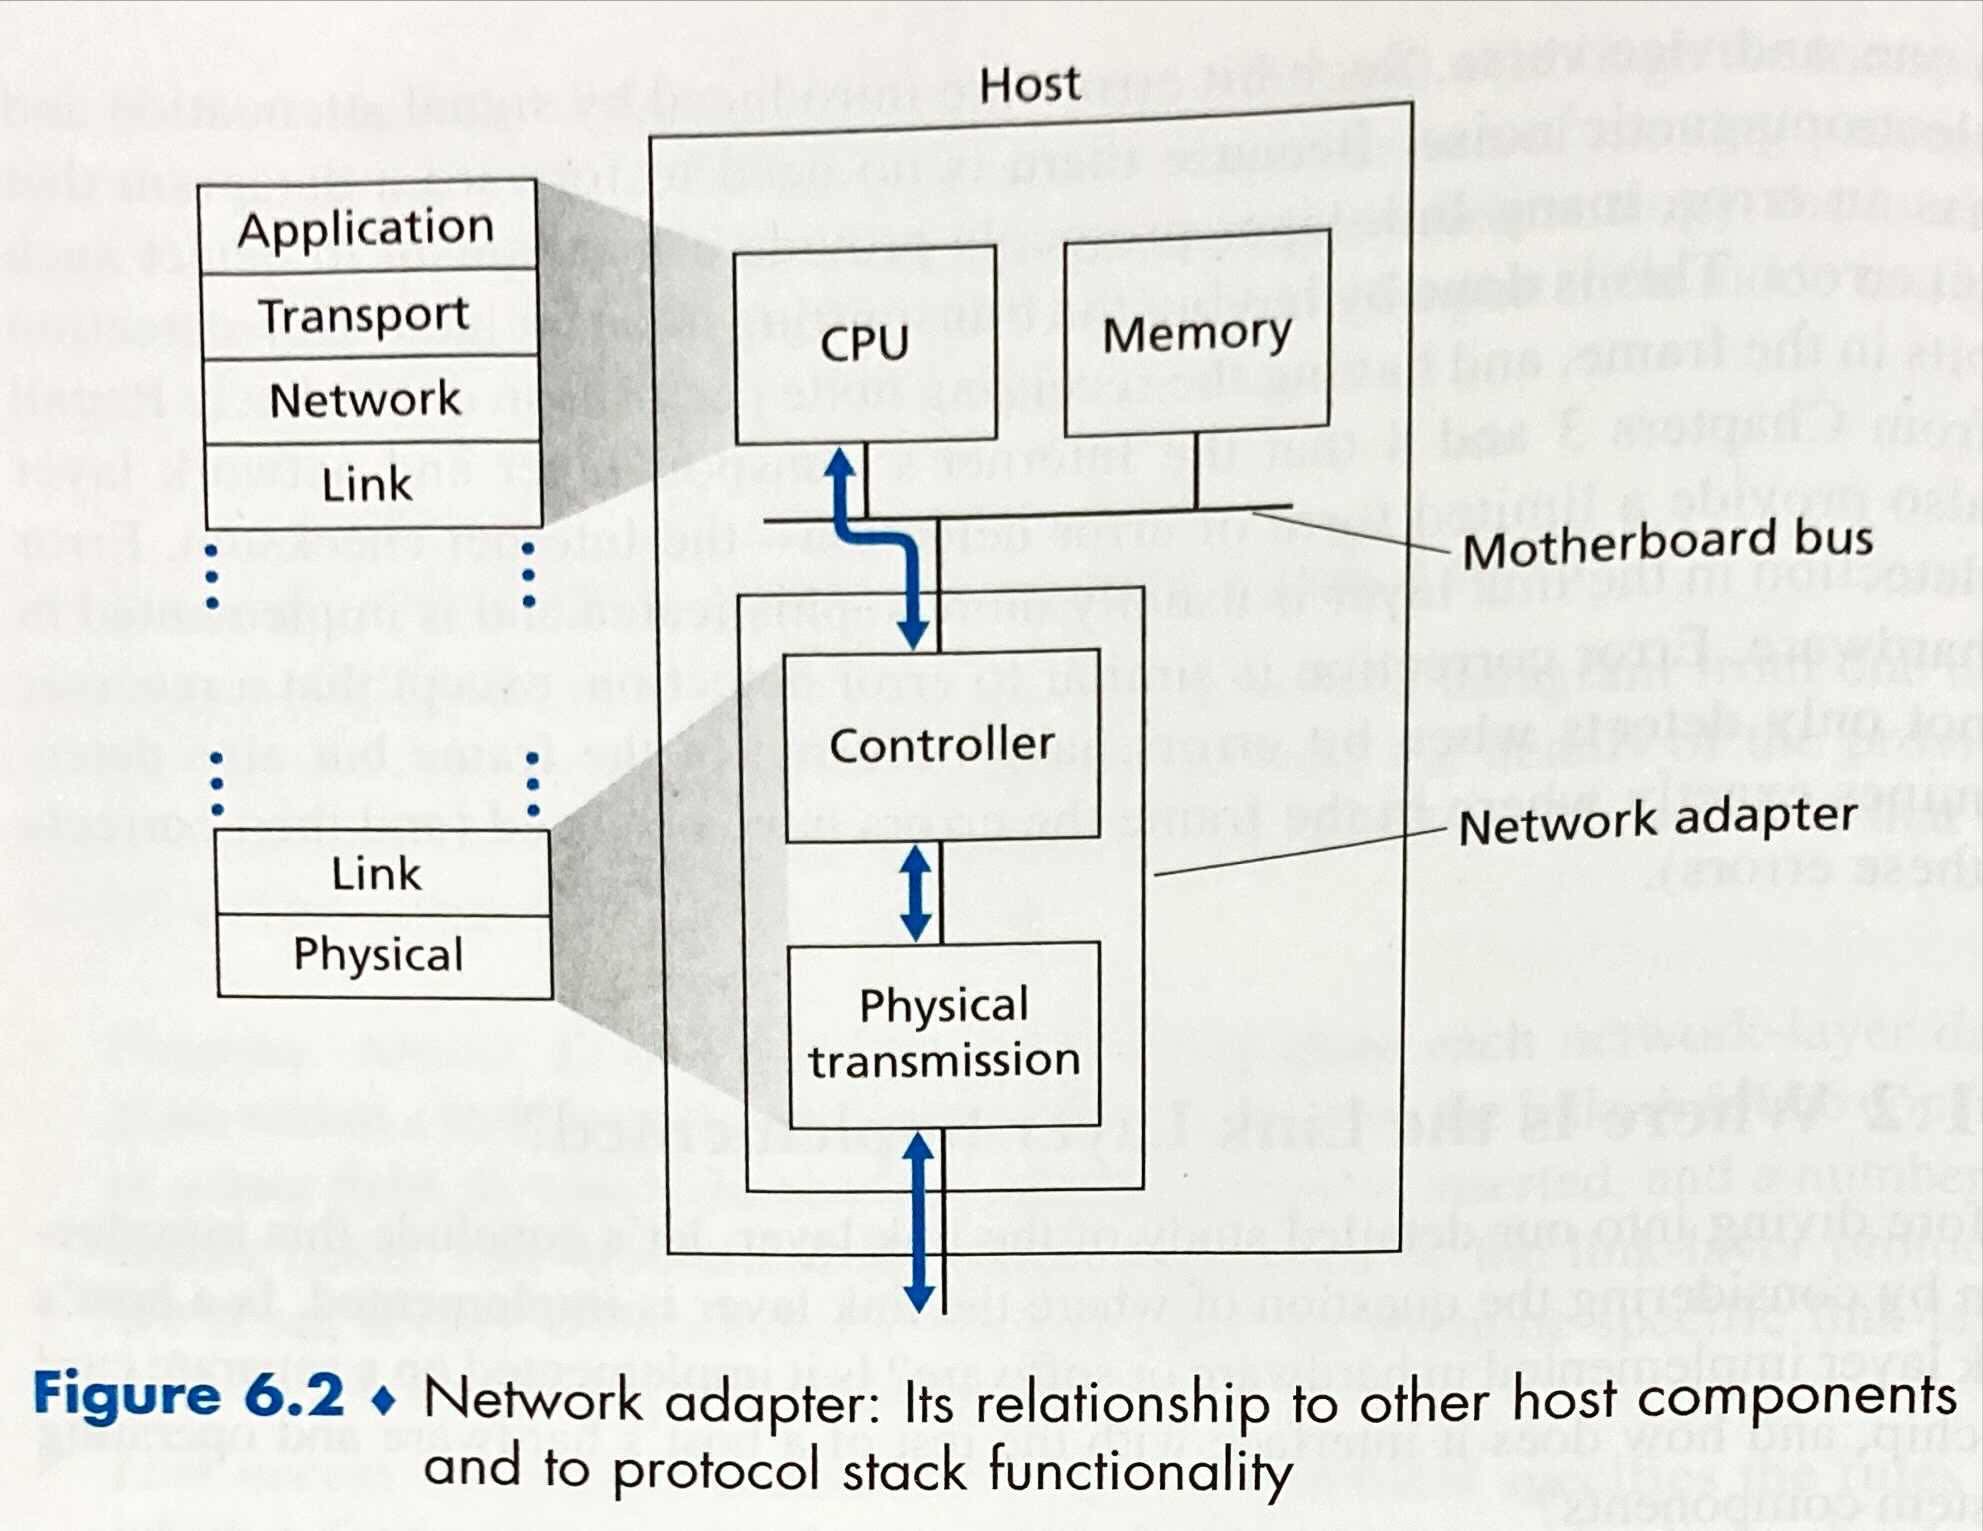 Host
Application
Transport
Network
Link
CPU
Memory
Motherboard bus
Controller
Network adapter
Link
Physical
Physical
transmission
Figure 6.2 ♦ Network adapter: Its relationship to other host components
and to protocol stack functionality